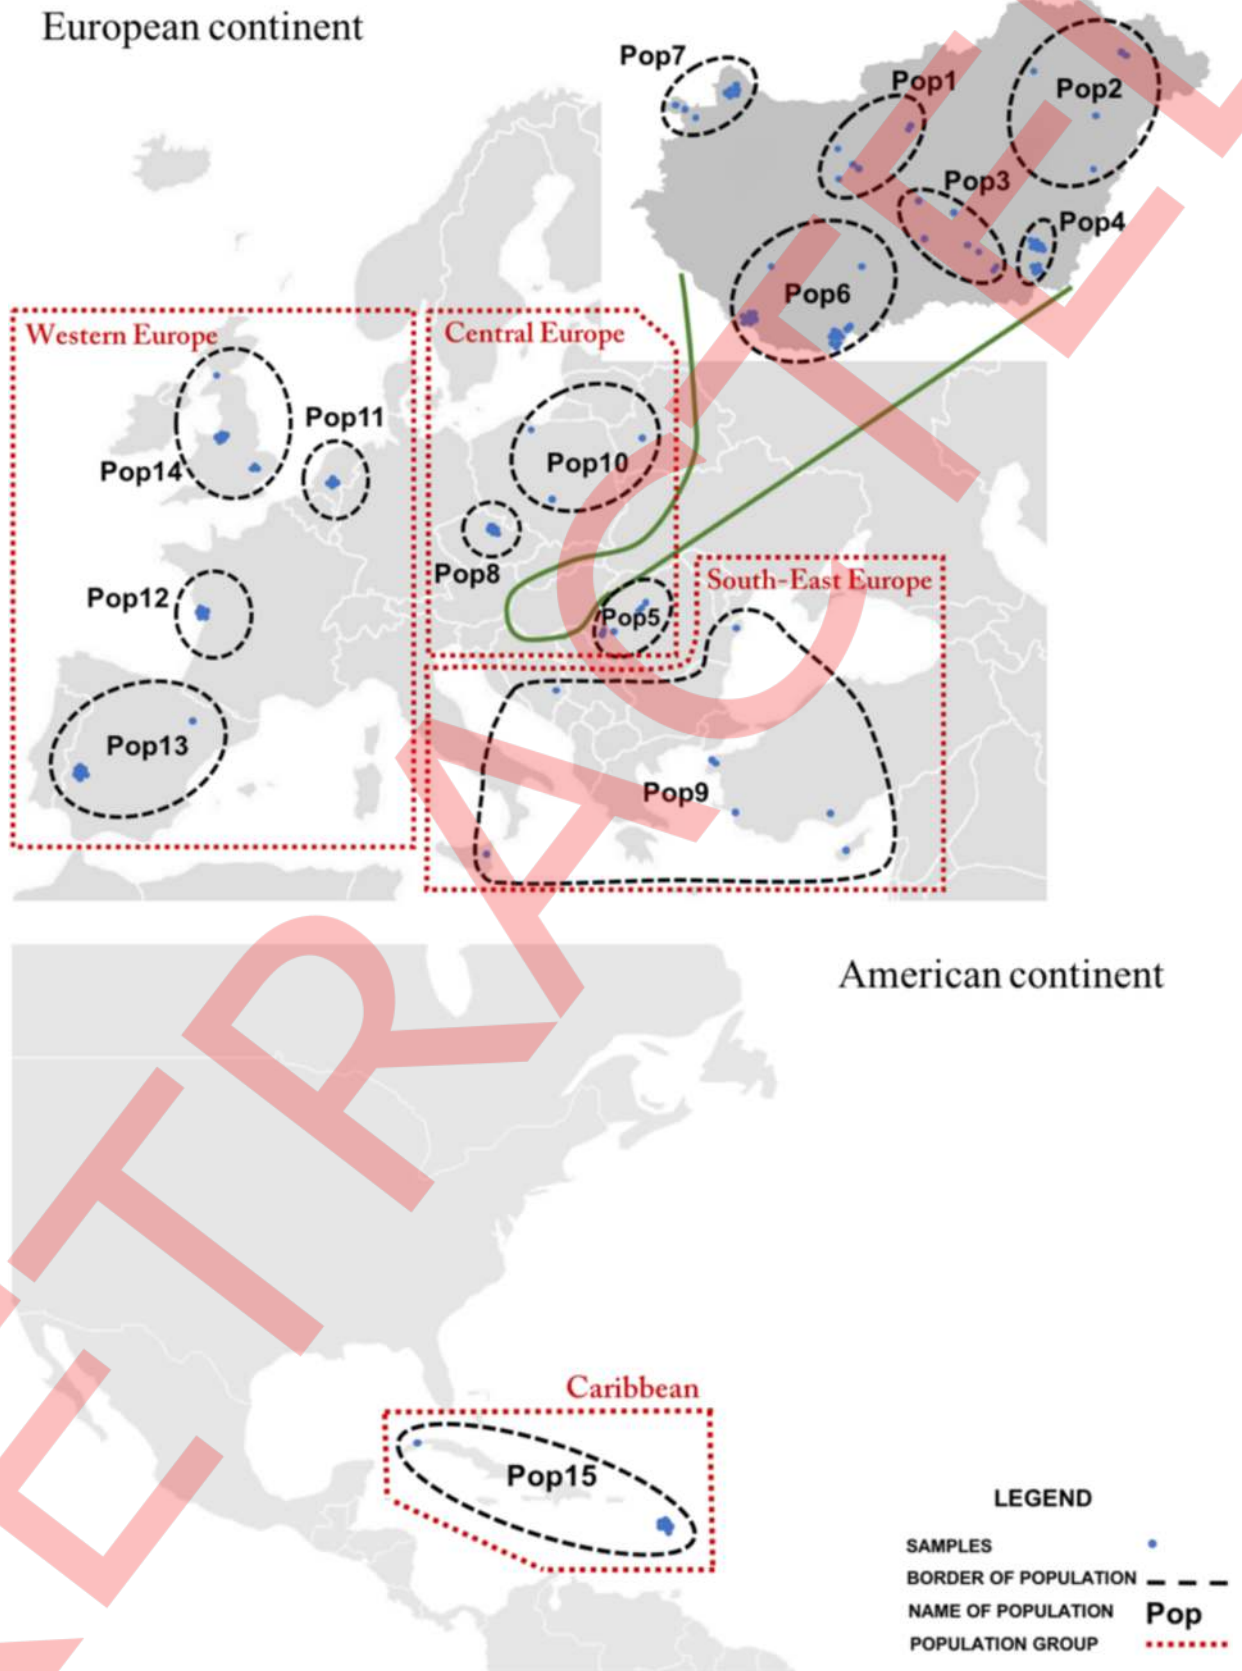 European continent
Pop7
Pop1
Pop2
Pop3
Pop4
Pop6
Western Europe
Central Europe
Pop11
Pop14
Pop10
Pop8
South-East Europe
Pop12
Pop5
Pop13
Pop9
American continent
Caribbean
Pop15
LEGEND
SAMPLES
BORDER OF POPULATION
NAME OF POPULATION Pop
POPULATION GROUP